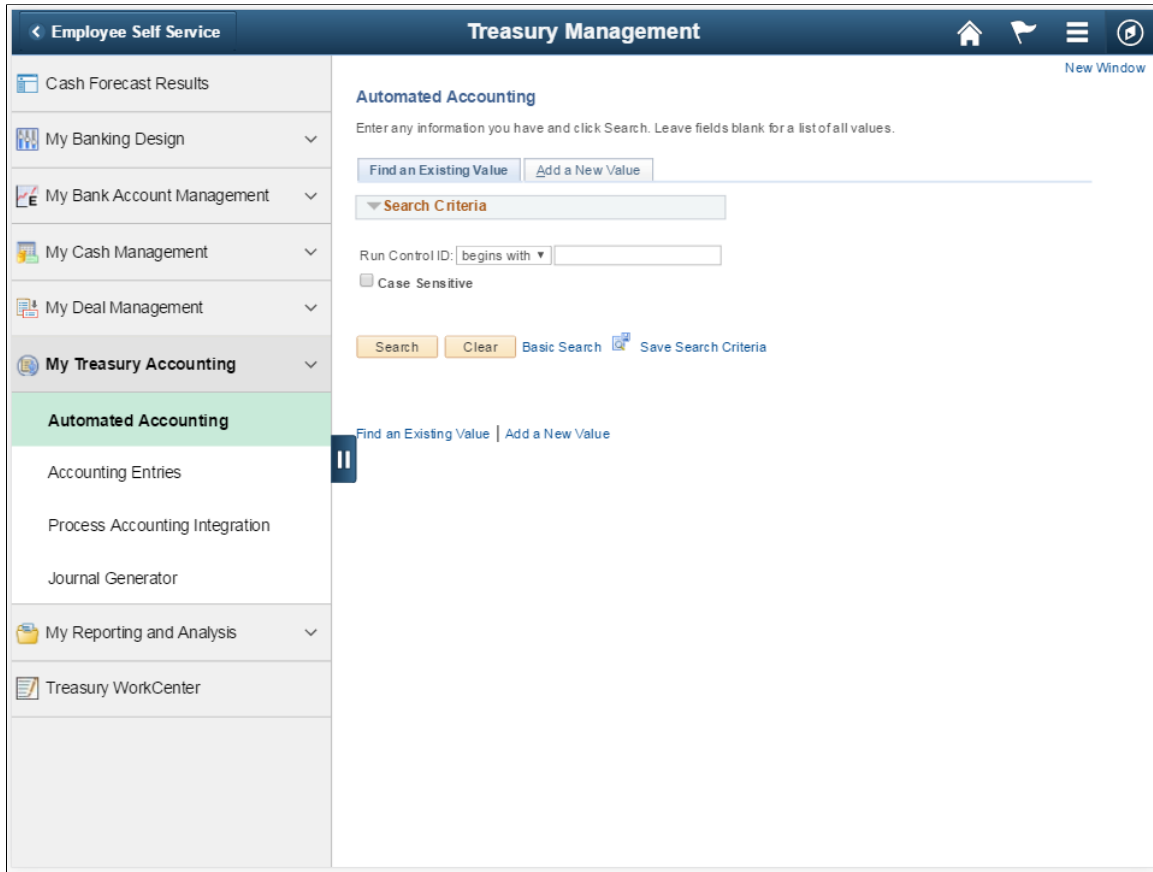 Employee Self Service
Treasury Management
New Window
Cash Forecast Results
My Banking Design
My Bank Account Management
My Cash Management
My Deal Management
My Treasury Accounting
Automated Accounting
Accounting Entries
Process Accounting Integration
Journal Generator
My Reporting and Analysis
Treasury WorkCenter
Automated Accounting
Enter any information you have and click Search. Leave fields blank for a list of all values.
Find an Existing Value Add a New Value
Search Criteria
Run Control ID: begins with
Case Sensitive
Search Clear Basic Search Save Search Criteria
Find an Existing Value | Add a New Value